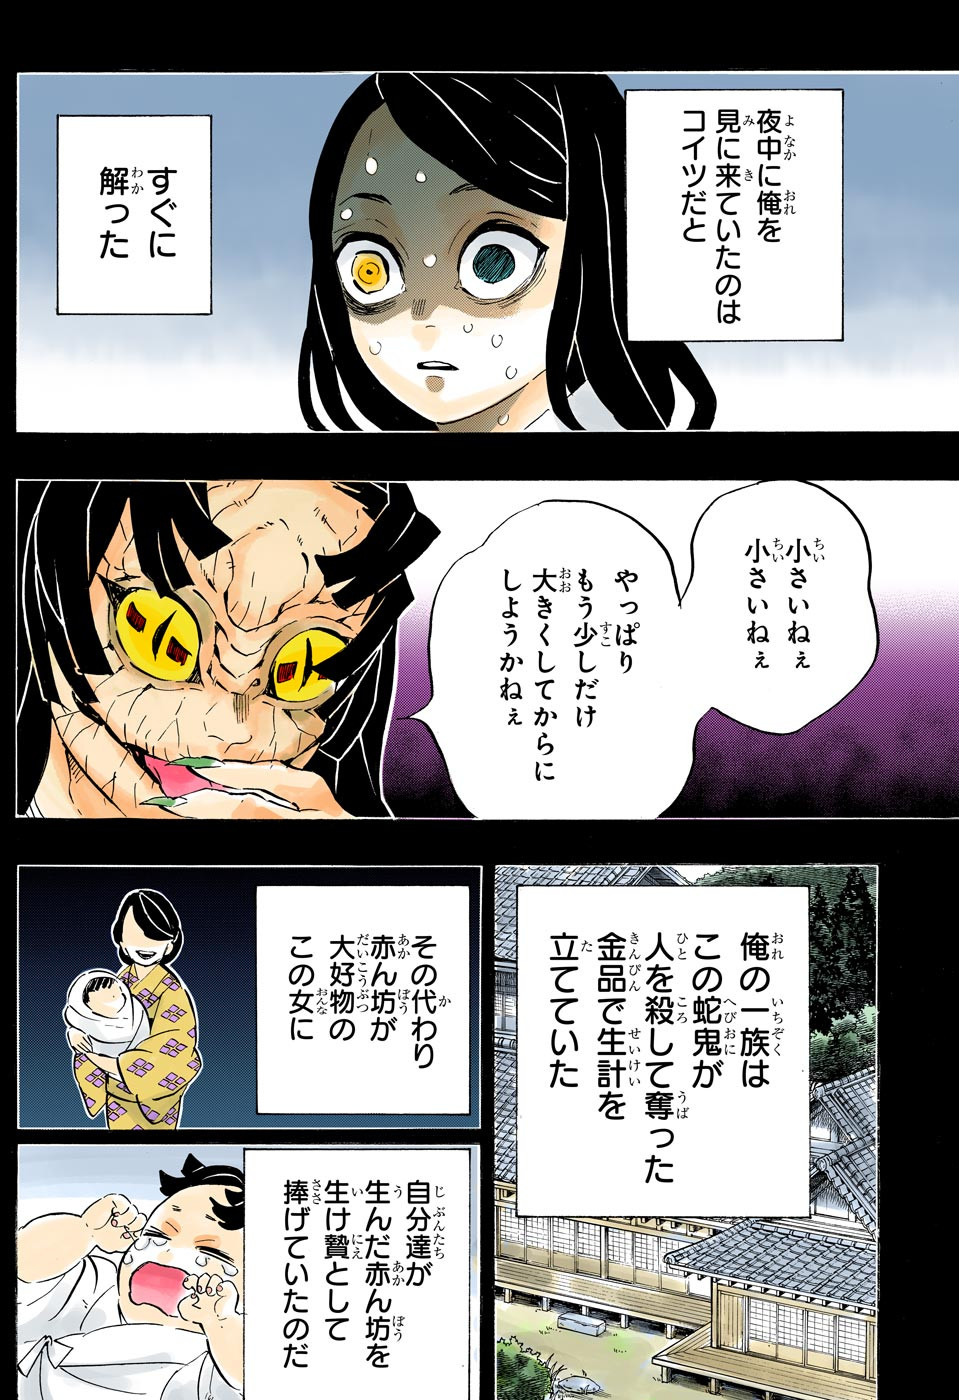 夜中に俺を
見に来ていたのは
コイツだと
すぐに
解った
小さいねぇ
小さいねぇ
やっぱり
もう少しだけ
大きくしてからに
しようかねぇ
俺の一族は
この蛇鬼が
人を殺して奪った
金品で生計を
立てていた
その代わり
赤ん坊が
大好物の
この女に
自分達が
生んだ赤ん坊を
生け贄として
捧げていたのだ